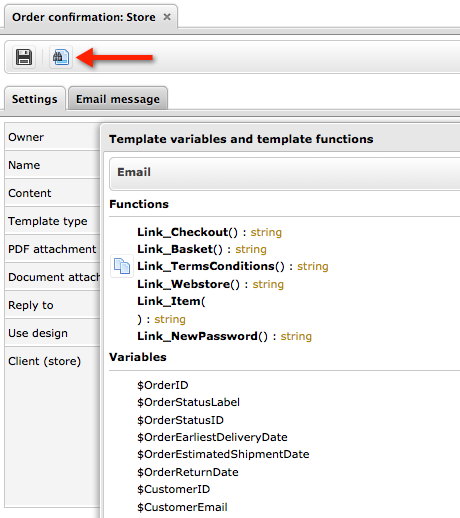 Order confirmation: Store ×
Settings
Email message
Owner
Name
Content
Template type
PDF attachment
Document attach
Reply to
Use design
Client (store)
Template variables and template functions
Email
Functions
Link_Checkout() : string
Link_Basket() : string
Link_TermsConditions() : string
Link_Webstore() : string
Link_Item(
) : string
Link_NewPassword() : string
Variables
$OrderID
$OrderStatusLabel
$OrderStatusID
$OrderEarliestDeliveryDate
$OrderEstimatedShipmentDate
$OrderReturnDate
$CustomerID
$CustomerEmail